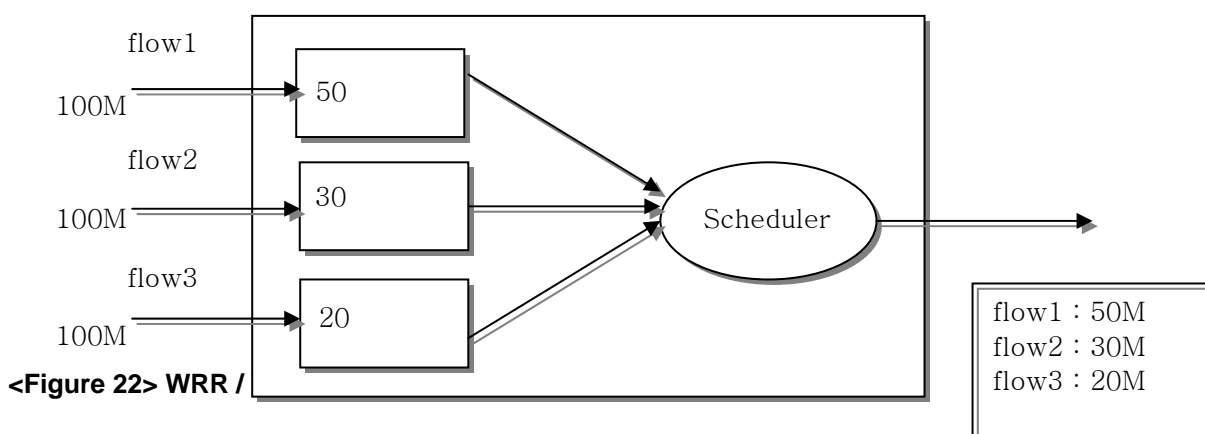 flow1
100M
50
flow2
100M
30
Scheduler
flow3
100M
20
flow1 : 50M
flow2 : 30M
flow3 : 20M
<Figure 22> WRR /